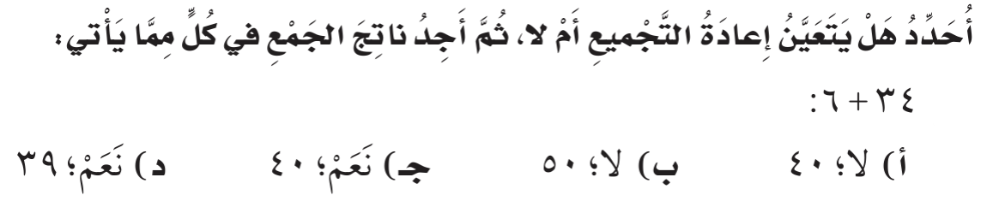 أُحَدِّدُ هَلْ يَتَعَيَّنُ إِعادَةُ التَّجْميعِ أَمْ لا، ثُمَّ أَجِدُ ناتِجَ الجَمْعِ في كُلٍّ مِمَّا يَأْتي:
٣٤ + ٦:
أ) لا؛ ٤٠ ب) لا؛ ٥٠ جـ) نَعَمْ؛ ٤٠ د) نَعَمْ؛ ٣٩